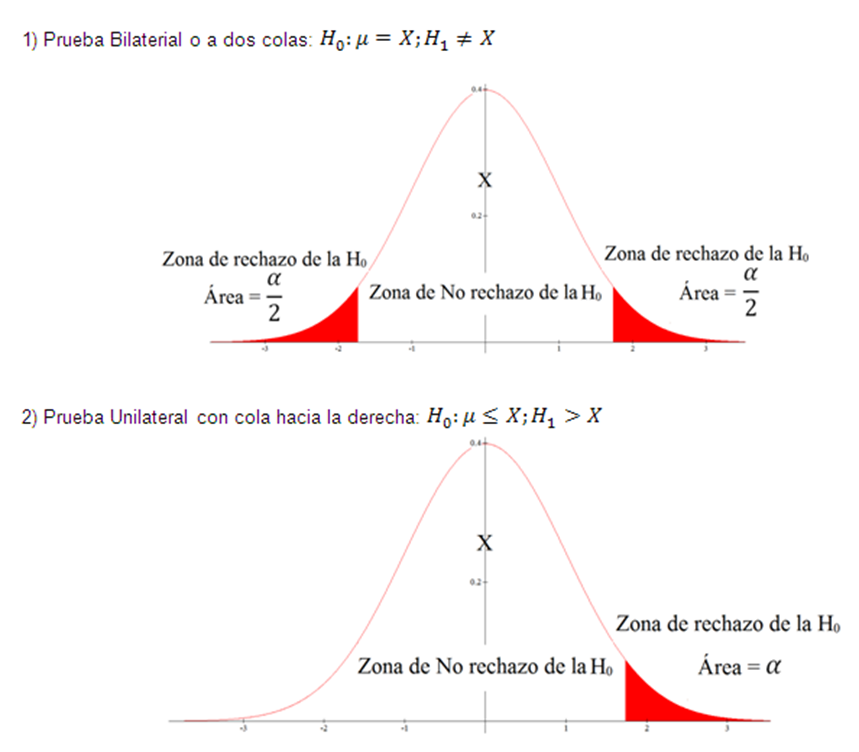 1) Prueba Bilaterial o a dos colas: H₀: μ = X; H₁ ≠ X
0.4
X
0.2
Zona de rechazo de la H₀
Área = α/2
Zona de No rechazo de la H₀
Zona de rechazo de la H₀
Área = α/2
-3 -2 -1 1 2 3
2) Prueba Unilateral con cola hacia la derecha: H₀: μ ≤ X; H₁ > X
0.4
X
0.2
Zona de rechazo de la H₀
Zona de No rechazo de la H₀
Área = α
-3 -2 -1 1 2 3